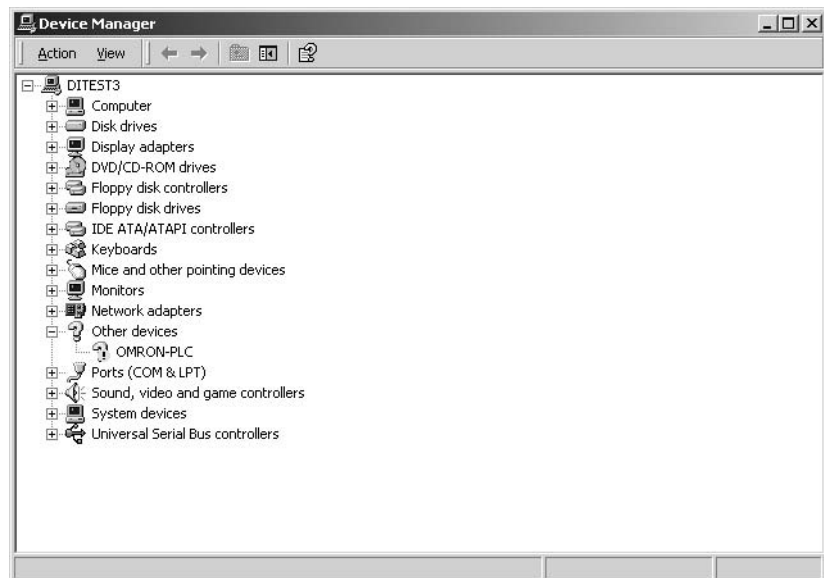 Device Manager
Action View
DITEST3
Computer
Disk drives
Display adapters
DVD/CD-ROM drives
Floppy disk controllers
Floppy disk drives
IDE ATA/ATAPI controllers
Keyboards
Mice and other pointing devices
Monitors
Network adapters
Other devices
OMRON-PLC
Ports (COM & LPT)
Sound, video and game controllers
System devices
Universal Serial Bus controllers